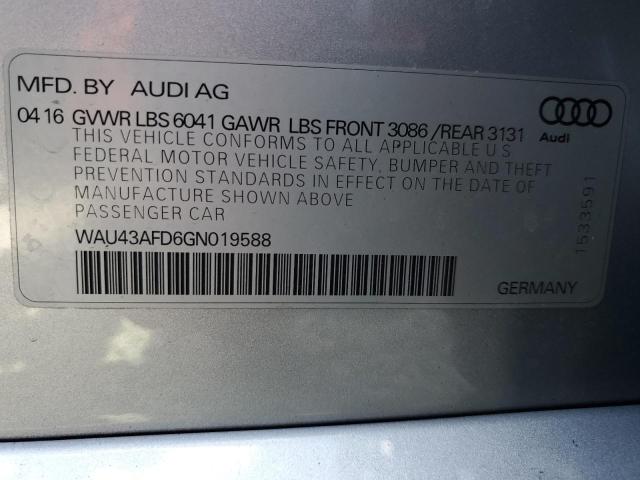 MFD. BY AUDI AG
04 16 GVWR LBS 6041 GAWR LBS FRONT 3086 /REAR 3131
THIS VEHICLE CONFORMS TO ALL APPLICABLE U S
FEDERAL MOTOR VEHICLE SAFETY, BUMPER AND THEFT
PREVENTION STANDARDS IN EFFECT ON THE DATE OF
MANUFACTURE SHOWN ABOVE
PASSENGER CAR
WAU43AFD6GN019588
Audi
1533591
GERMANY